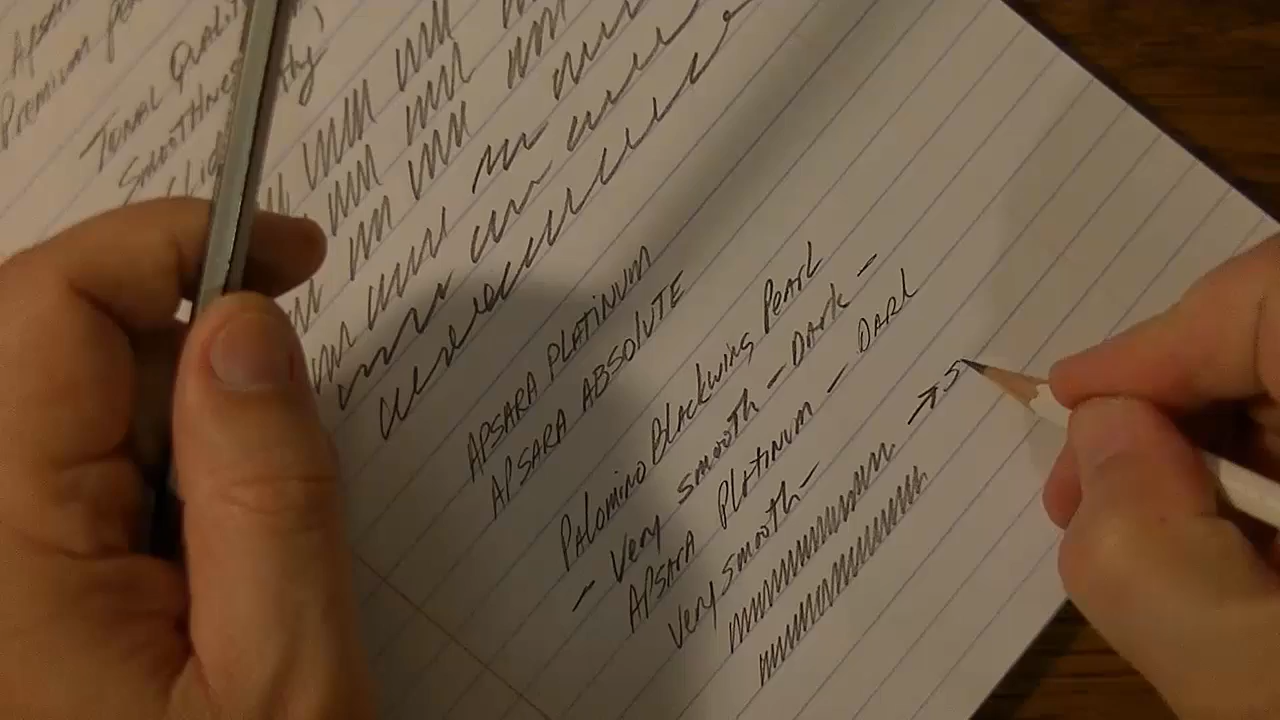 Apsara
Premium
TONAL QUALITY
Smoothness
APSARA PLATINUM
APSARA ABSOLUTE
PALOMINO BLACKWING PEARL
- Very smooth - DARK -
APSARA PLATINUM - DARK
Very smooth -
→ S